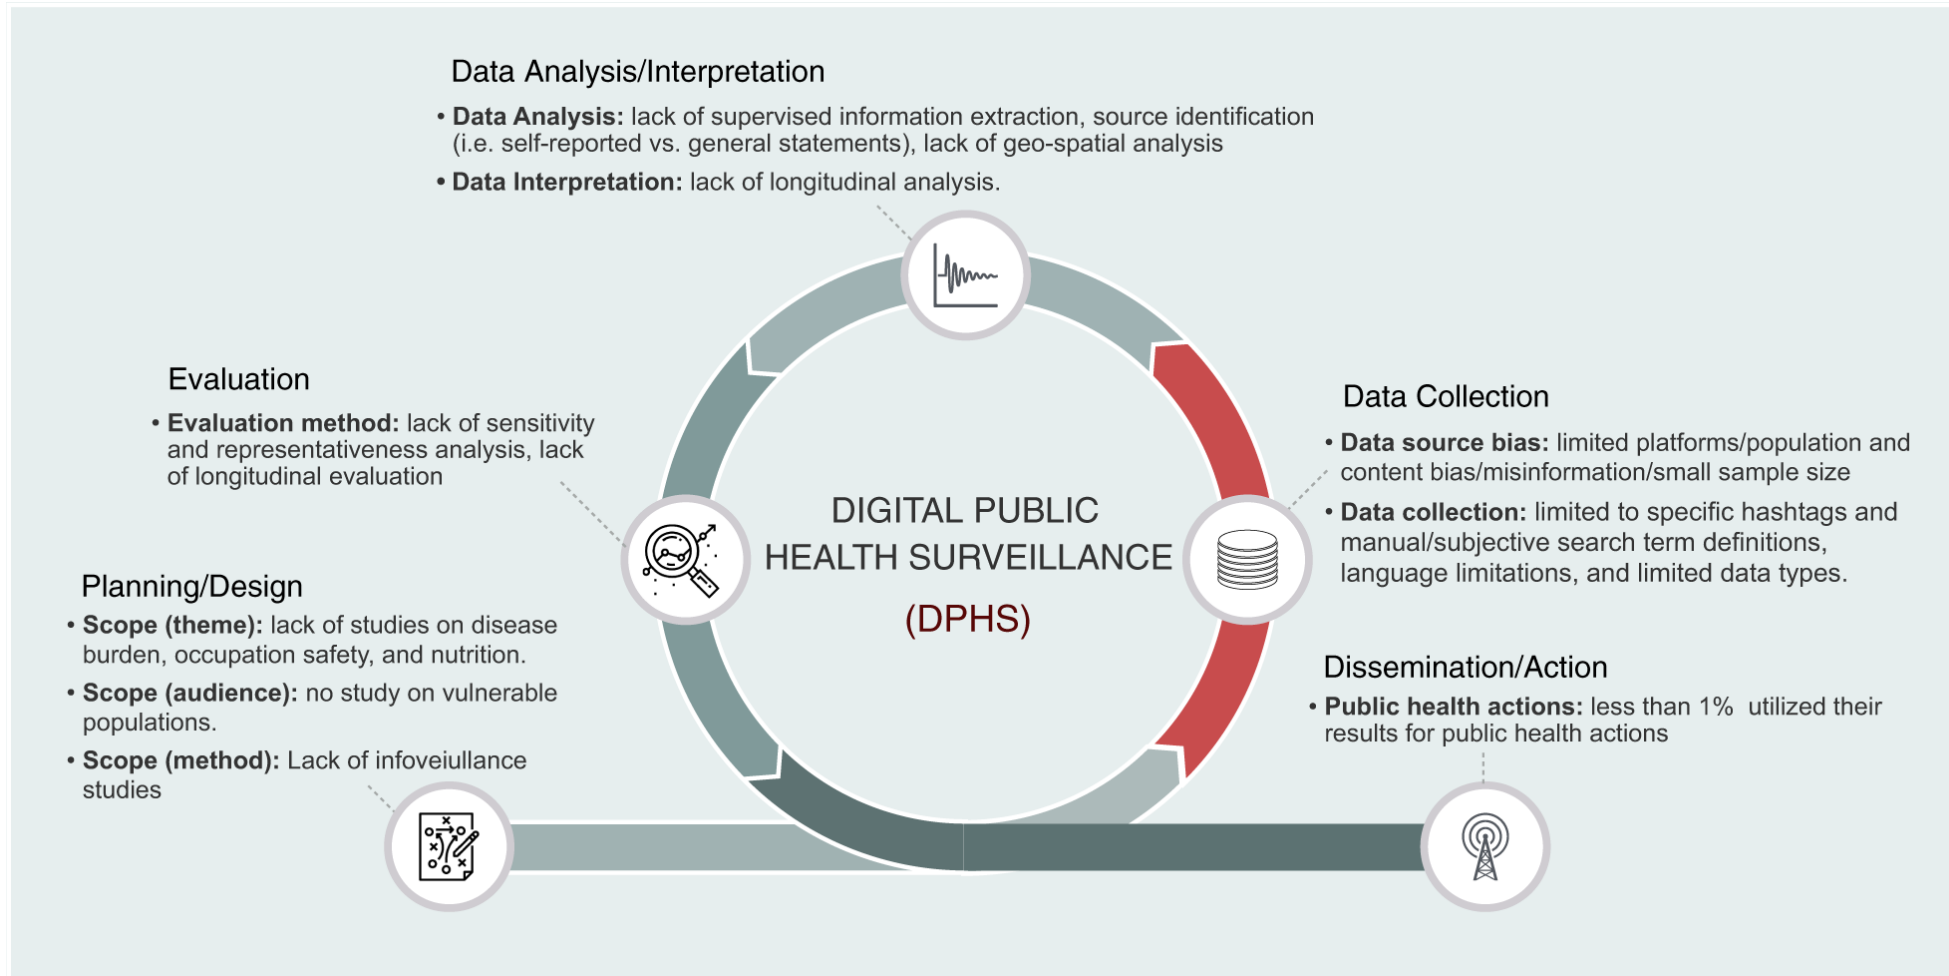 Data Analysis/Interpretation
• Data Analysis: lack of supervised information extraction, source identification
(i.e. self-reported vs. general statements), lack of geo-spatial analysis
• Data Interpretation: lack of longitudinal analysis.
Evaluation
• Evaluation method: lack of sensitivity
and representativeness analysis, lack
of longitudinal evaluation
Data Collection
• Data source bias: limited platforms/population and
content bias/misinformation/small sample size
• Data collection: limited to specific hashtags and
manual/subjective search term definitions,
language limitations, and limited data types.
DIGITAL PUBLIC
HEALTH SURVEILLANCE
(DPHS)
Planning/Design
• Scope (theme): lack of studies on disease
burden, occupation safety, and nutrition.
• Scope (audience): no study on vulnerable
populations.
• Scope (method): Lack of infoveiullance
studies
Dissemination/Action
• Public health actions: less than 1% utilized their
results for public health actions